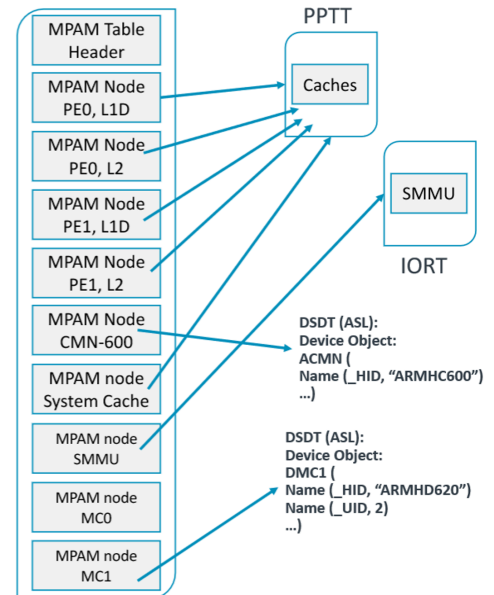 MPAM Table
Header
MPAM Node
PE0, L1D
MPAM Node
PE0, L2
MPAM Node
PE1, L1D
MPAM Node
PE1, L2
MPAM Node
CMN-600
MPAM node
System Cache
MPAM node
SMMU
MPAM node
MC0
MPAM node
MC1
PPTT
Caches
SMMU
IORT
DSDT (ASL):
Device Object:
ACMN (
Name (_HID, “ARMHC600”)
...)
DSDT (ASL):
Device Object:
DMC1 (
Name (_HID, “ARMHD620”)
Name (_UID, 2)
...)